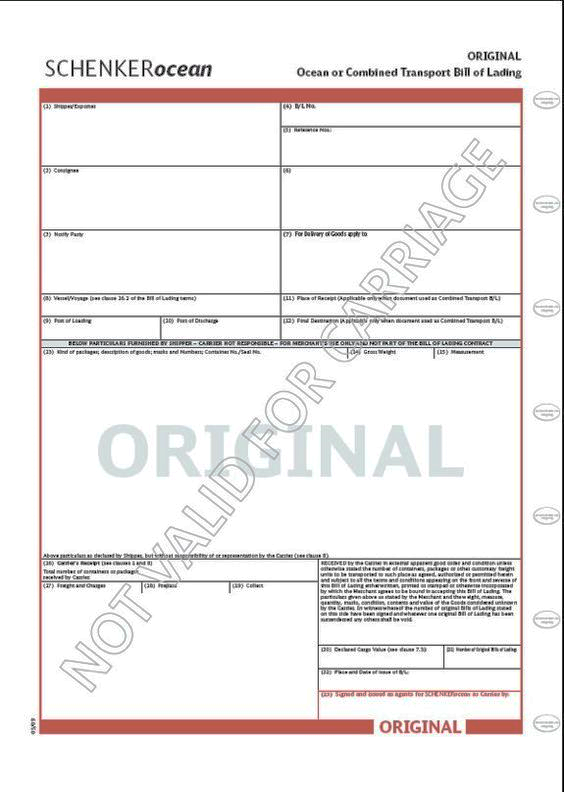 SCHENKERocean
ORIGINAL
Ocean or Combined Transport Bill of Lading
(1) Shipper/Exporter
(4) B/L No.
(5) Reference Nos.:
(2) Consignee
(6)
(3) Notify Party
(7) For Delivery of Goods apply to:
(8) Vessel/Voyage (see clause 26.2 of the Bill of Lading terms)
(11) Place of Receipt (Applicable only when document used as Combined Transport B/L)
(9) Port of Loading
(10) Port of Discharge
(12) Final Destination (Applicable only when document used as Combined Transport B/L)
BELOW PARTICULARS FURNISHED BY SHIPPER – CARRIER NOT RESPONSIBLE – FOR MERCHANT'S USE ONLY AND NOT PART OF THE BILL OF LADING CONTRACT
(13) Kind of packages; description of goods; marks and Numbers; Container No./Seal No.
(14) Gross Weight
(15) Measurement
ORIGINAL
NOT VALID FOR CARRIAGE
Above particulars as declared by Shipper, but without responsibility of or representation by the Carrier (see clause 8)
(16) Carrier's Receipt (see clauses 1 and 8)
Total number of containers or packages
received by Carrier:
(17) Freight and Charges
(18) Prepaid
(19) Collect
RECEIVED by the Carrier in external apparent good order and condition unless
otherwise stated the number of containers, packages or other customary freight
units to be transported to such place as agreed, authorised or permitted herein
and subject to all the terms and conditions appearing on the front and reverse of
this Bill of Lading either written, printed or stamped or otherwise incorporated
by which the Merchant agrees to be bound in accepting this Bill of Lading. The
particulars given above as stated by the Merchant and the weight, measure,
quantity, marks, condition, contents and value of the Goods considered unknown
by the Carrier. In witness whereof the number of original Bills of Lading stated
on this side have been signed and wherever one original Bill of Lading has been
surrendered any others shall be void.
(20) Declared Cargo Value (see clause 7.3)
(21) Number of Original Bills of Lading
(22) Place and Date of Issue of B/L:
(23) Signed and issued as agents for SCHENKERocean as Carrier by:
05/09
ORIGINAL